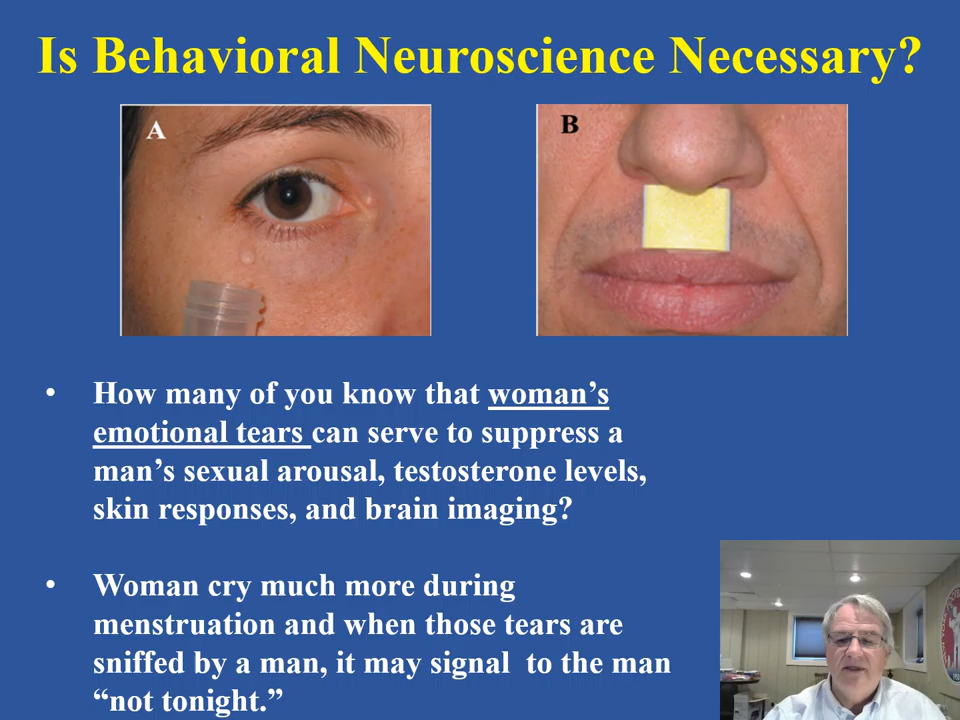 Is Behavioral Neuroscience Necessary?
A
B
• How many of you know that woman’s
emotional tears can serve to suppress a
man’s sexual arousal, testosterone levels,
skin responses, and brain imaging?
• Woman cry much more during
menstruation and when those tears are
sniffed by a man, it may signal to the man
“not tonight.”